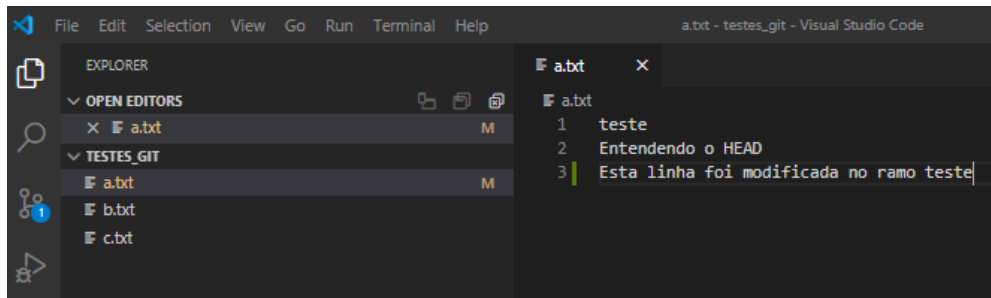 File Edit Selection View Go Run Terminal Help
a.txt - testes_git - Visual Studio Code
EXPLORER
OPEN EDITORS
a.txt M
TESTES_GIT
a.txt M
b.txt
c.txt
1
a.txt
a.txt
1 teste
2 Entendendo o HEAD
3 Esta linha foi modificada no ramo teste